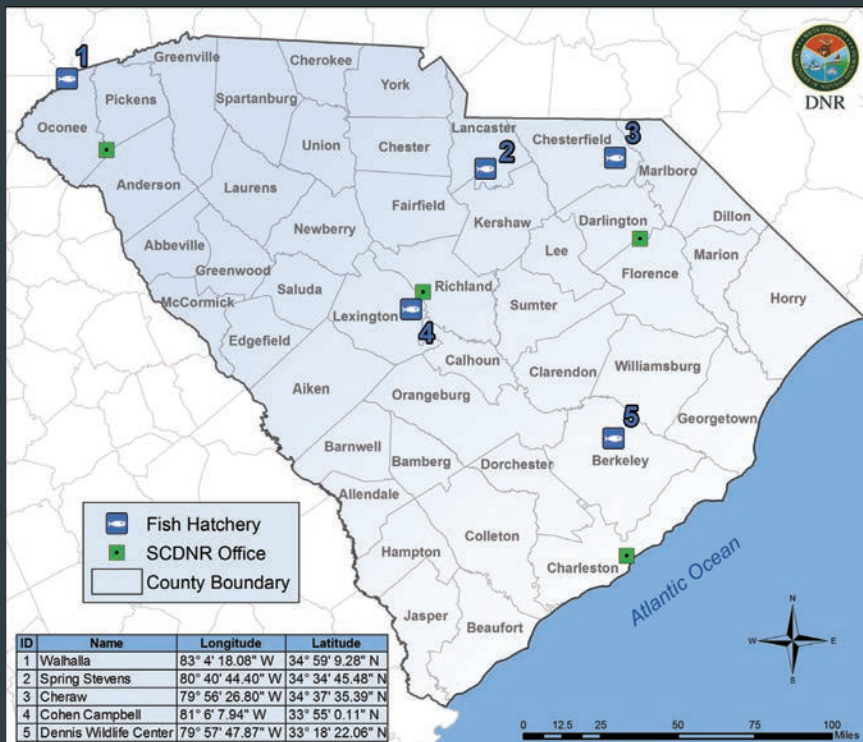 1
Greenville
Cherokee
York
DNR
Pickens
Spartanburg
Oconee
Union
Chester
Lancaster
2
Chesterfield
3
Marlboro
Anderson
Laurens
Fairfield
Kershaw
Darlington
Dillon
Newberry
Lee
Marion
Abbeville
Greenwood
Saluda
Richland
Florence
Horry
McCormick
Lexington
4
Sumter
Edgefield
Calhoun
Clarendon
Williamsburg
Aiken
Orangeburg
5
Georgetown
Barnwell
Bamberg
Dorchester
Berkeley
Allendale
Colleton
Hampton
Charleston
Jasper
Beaufort
Atlantic Ocean
Fish Hatchery
SCDNR Office
County Boundary
N
W E
S
ID Name Longitude Latitude
1 Walhalla 83° 4' 18.08" W 34° 59' 9.28" N
2 Spring Stevens 80° 40' 44.40" W 34° 34' 45.48" N
3 Cheraw 79° 56' 26.80" W 34° 37' 35.39" N
4 Cohen Campbell 81° 6' 7.94" W 33° 55' 0.11" N
5 Dennis Wildlife Center 79° 57' 47.87" W 33° 18' 22.06" N
0 12.5 25 50 75 100
Miles